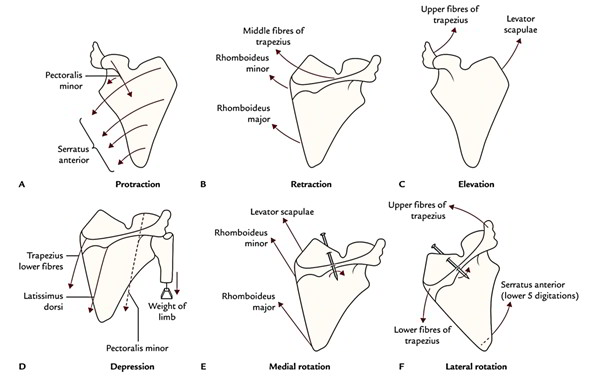 Pectoralis
minor
Serratus
anterior
A
Protraction
Middle fibres of
trapezius
Rhomboideus
minor
Rhomboideus
major
B
Retraction
Upper fibres of
trapezius
Levator
scapulae
C
Elevation
Trapezius
lower fibres
Latissimus
dorsi
Weight of
limb
Pectoralis minor
D
Depression
Levator scapulae
Rhomboideus
minor
Rhomboideus
major
E
Medial rotation
Upper fibres of
trapezius
Serratus anterior
(lower 5 digitations)
Lower fibres of
trapezius
F
Lateral rotation